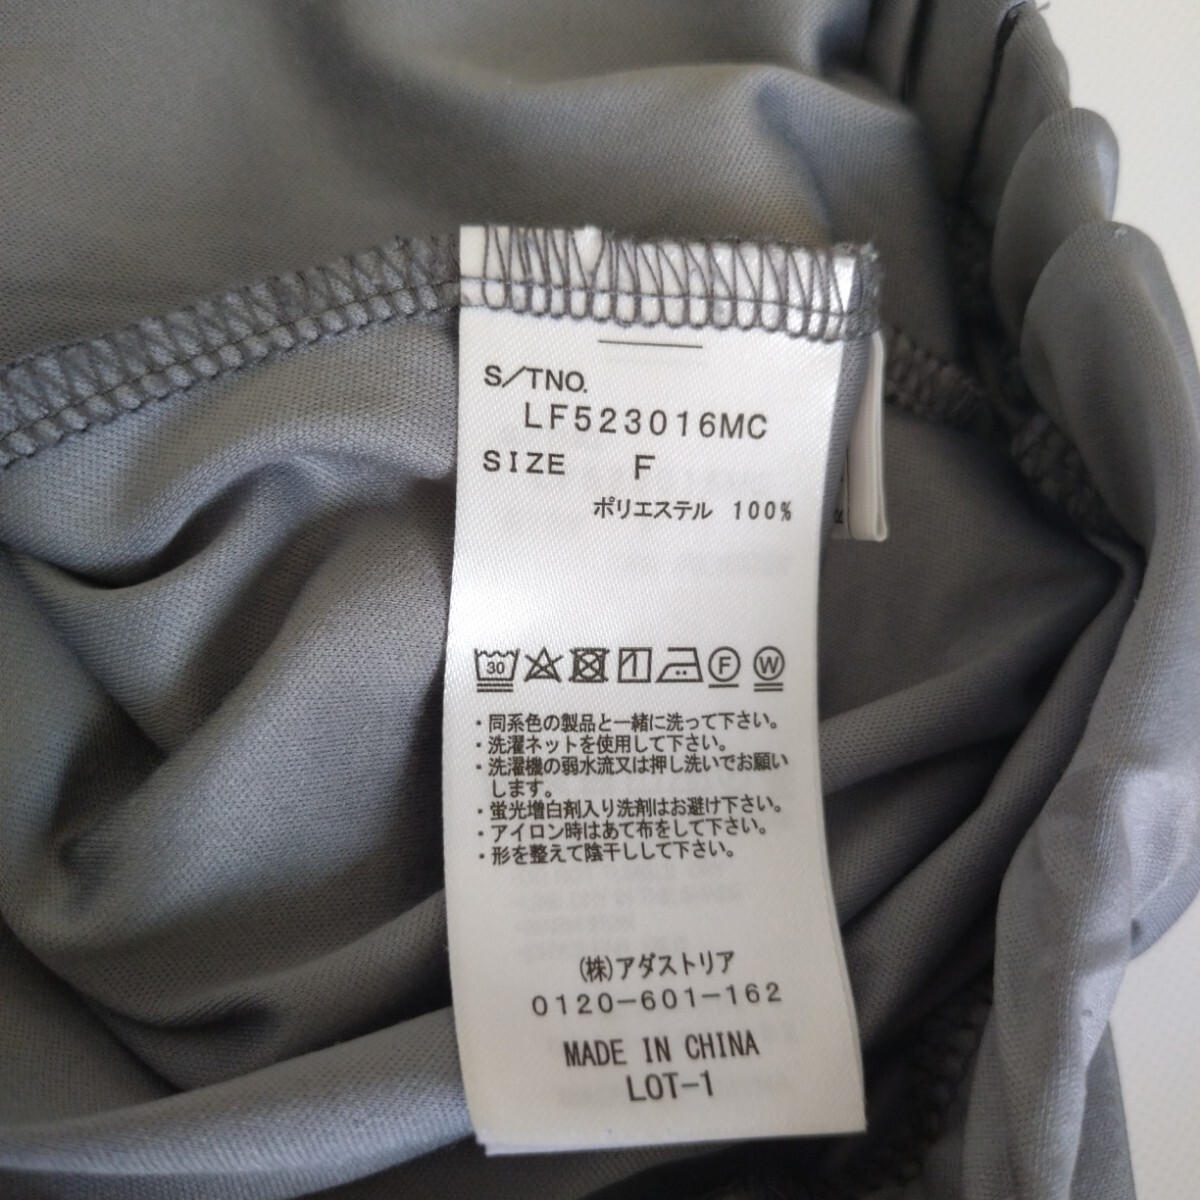 S/TNO.
LF523016MC
SIZE F
ポリエステル 100%
30 F W
・同系色の製品と一緒に洗って下さい。
・洗濯ネットを使用して下さい。
・洗濯機の弱水流又は押し洗いでお願い
します。
・蛍光増白剤入り洗剤はお避け下さい。
・アイロン時はあて布をして下さい。
・形を整えて陰干しして下さい。
(株)アダストリア
0120-601-162
MADE IN CHINA
LOT-1